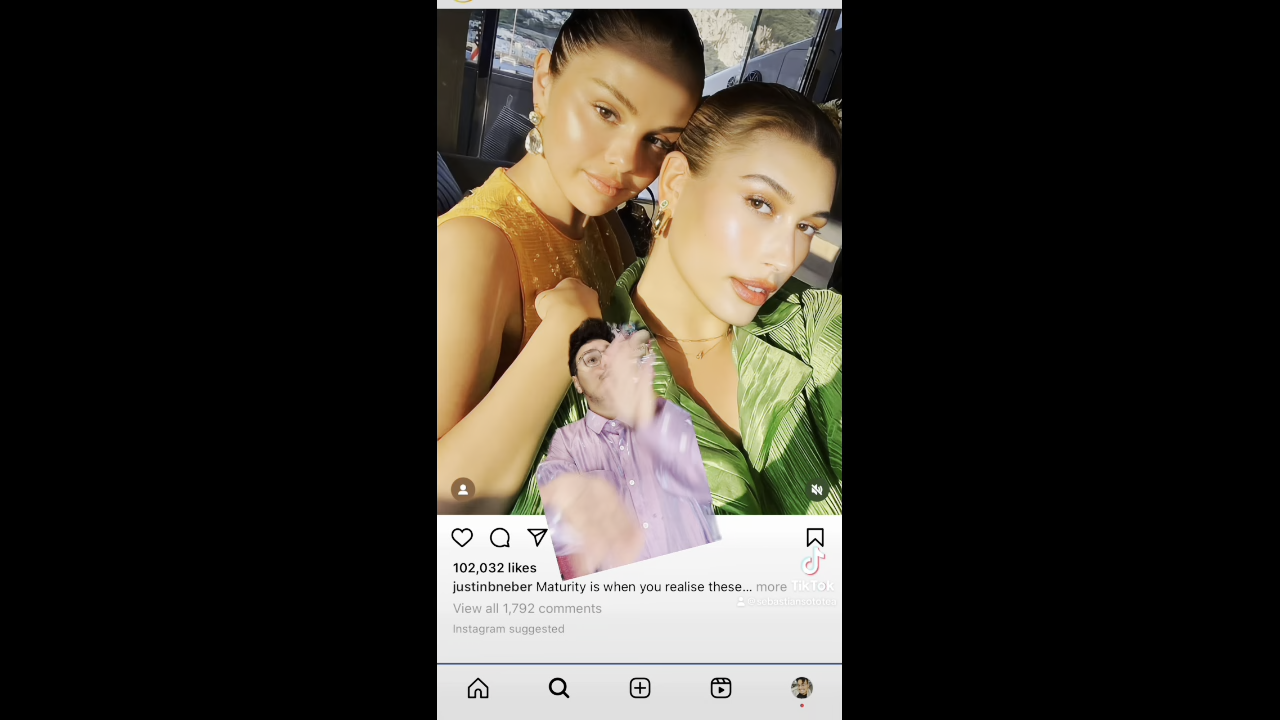 102,032 likes
justinbneber Maturity is when you realise these... more
View all 1,792 comments
Instagram suggested
TikTok